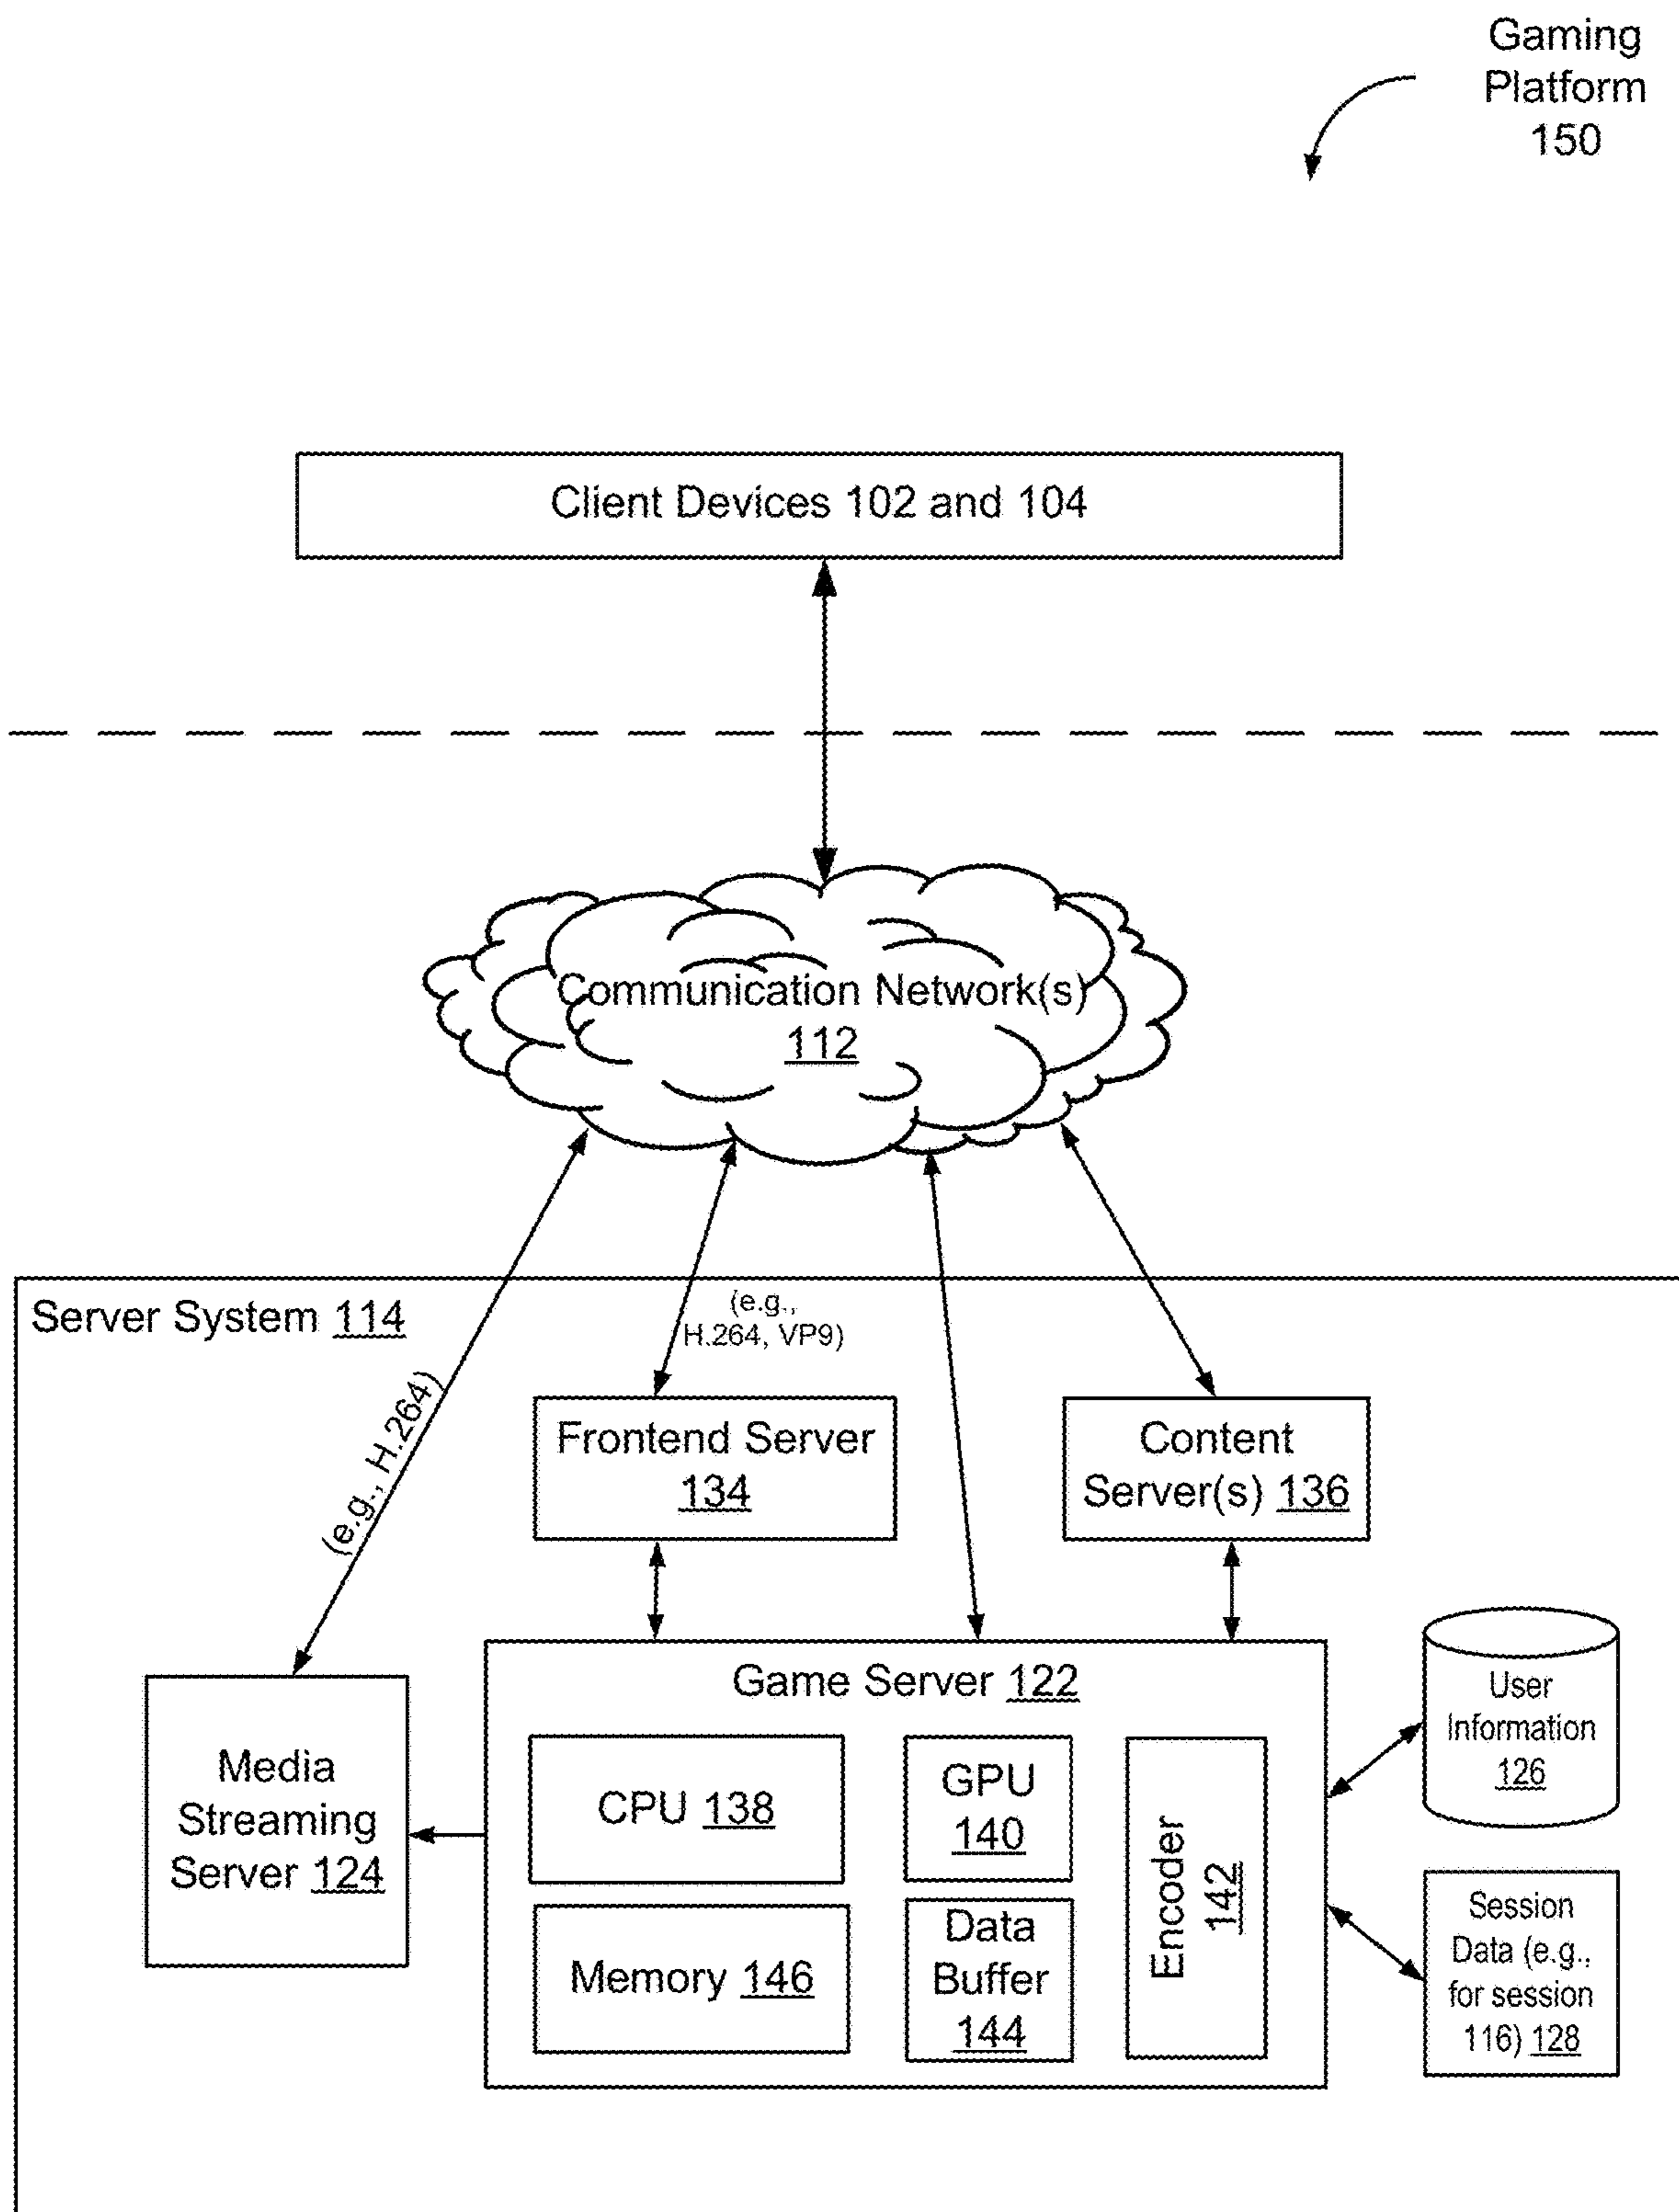 Gaming
Platform
150
Client Devices 102 and 104
Communication Network(s)
112
Server System 114
(e.g., H.264)
(e.g.,
H.264, VP9)
Frontend Server
134
Content
Server(s) 136
Game Server 122
Media
Streaming
Server 124
CPU 138
GPU
140
Encoder
142
Memory 146
Data
Buffer
144
User
Information
126
Session
Data (e.g.,
for session
116) 128